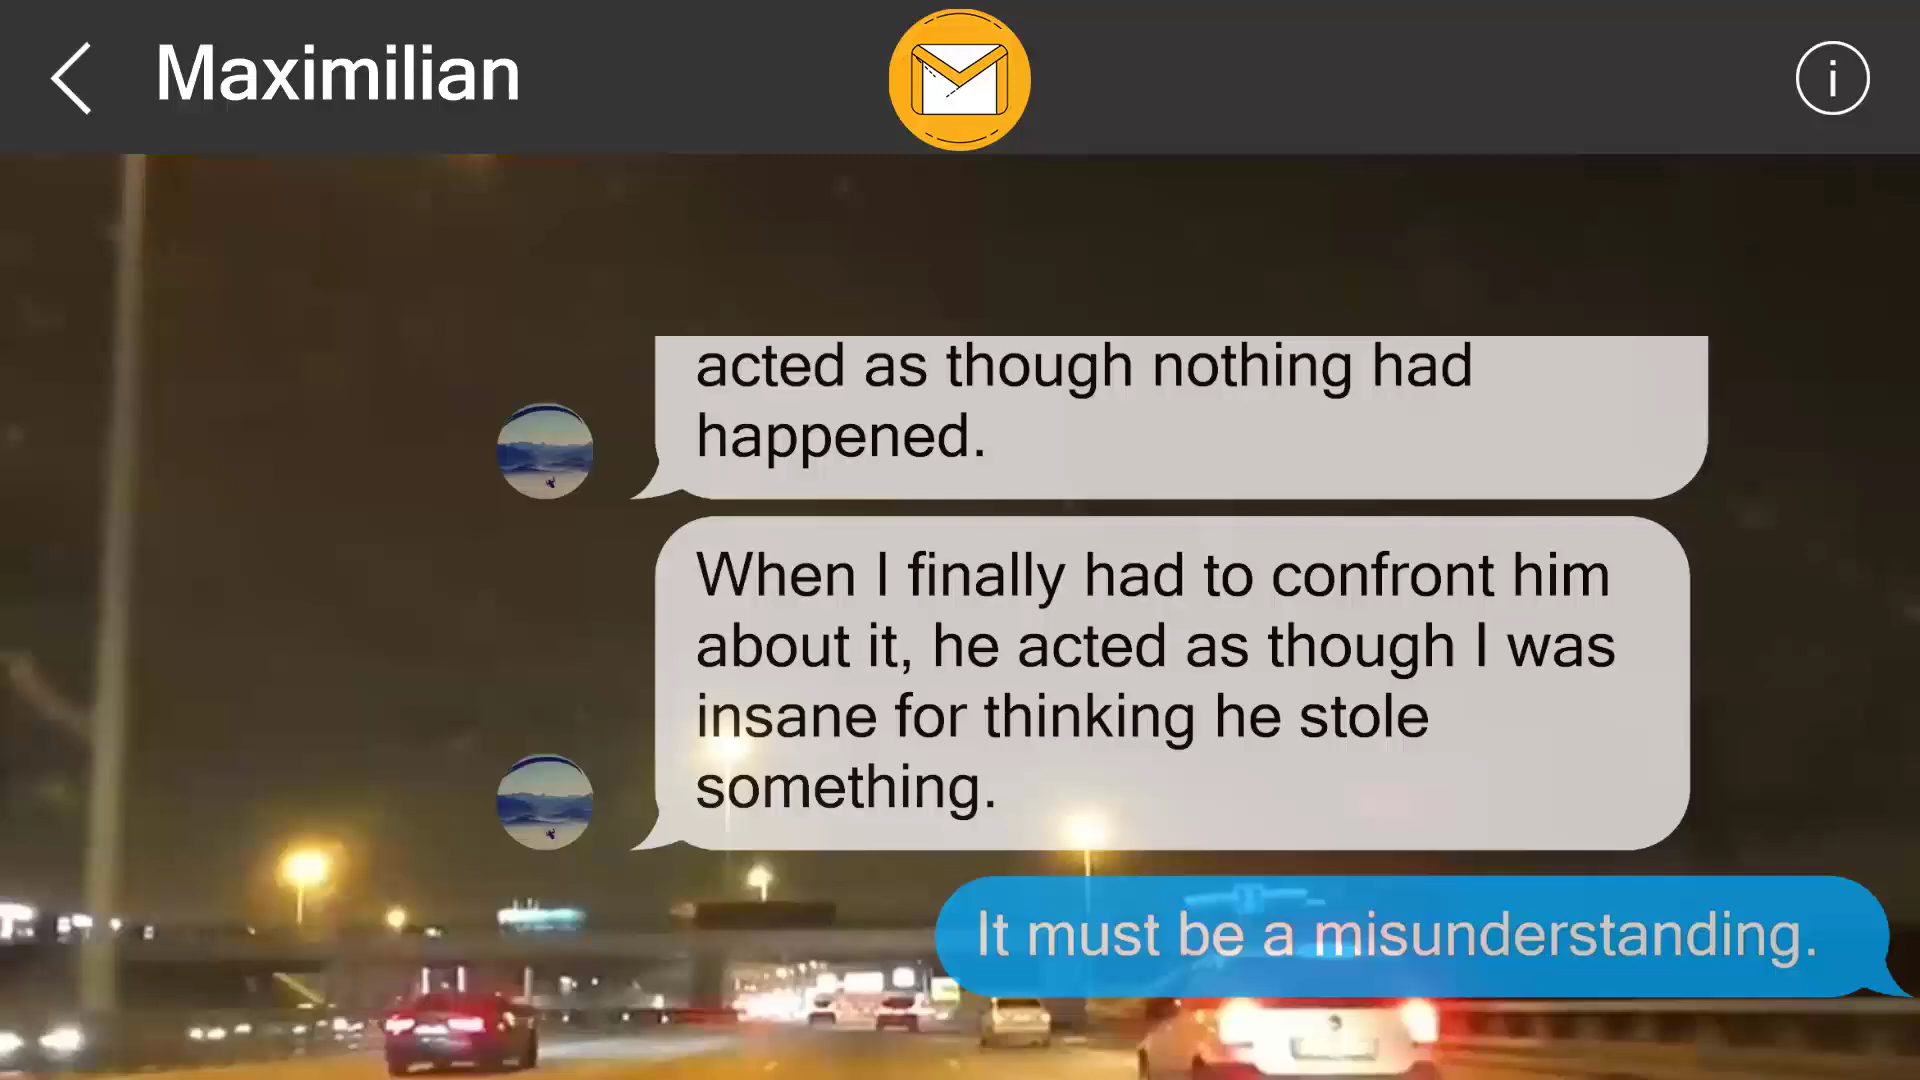 Maximilian
acted as though nothing had
happened.
When I finally had to confront him
about it, he acted as though I was
insane for thinking he stole
something.
It must be a misunderstanding.